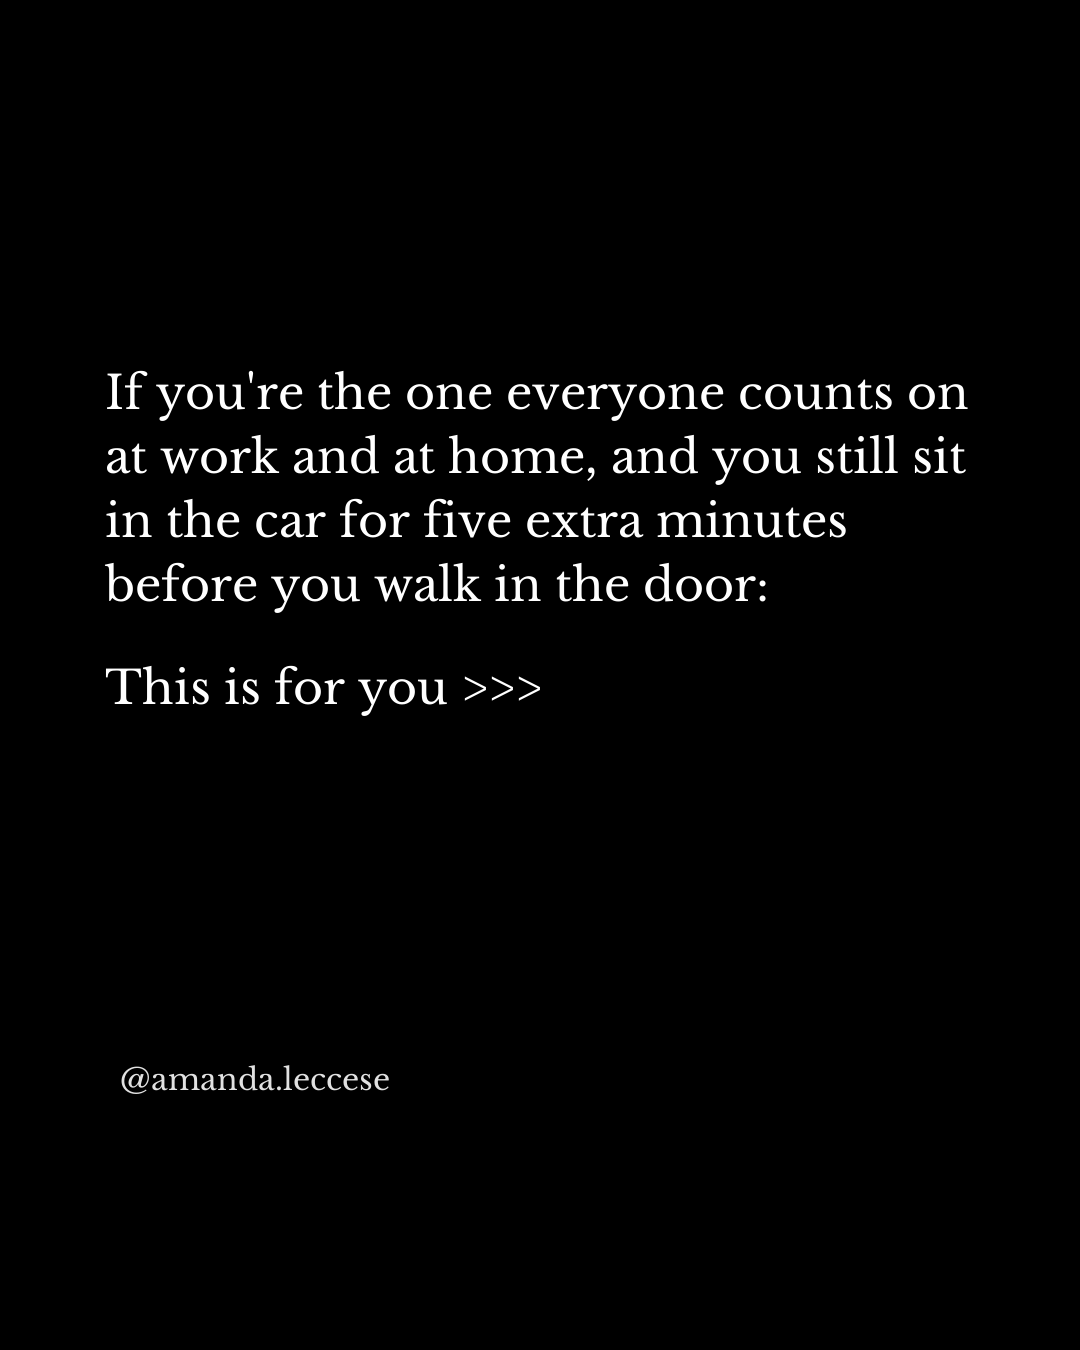 If you're the one everyone counts on
at work and at home, and you still sit
in the car for five extra minutes
before you walk in the door:
This is for you >>>
@amanda.leccese